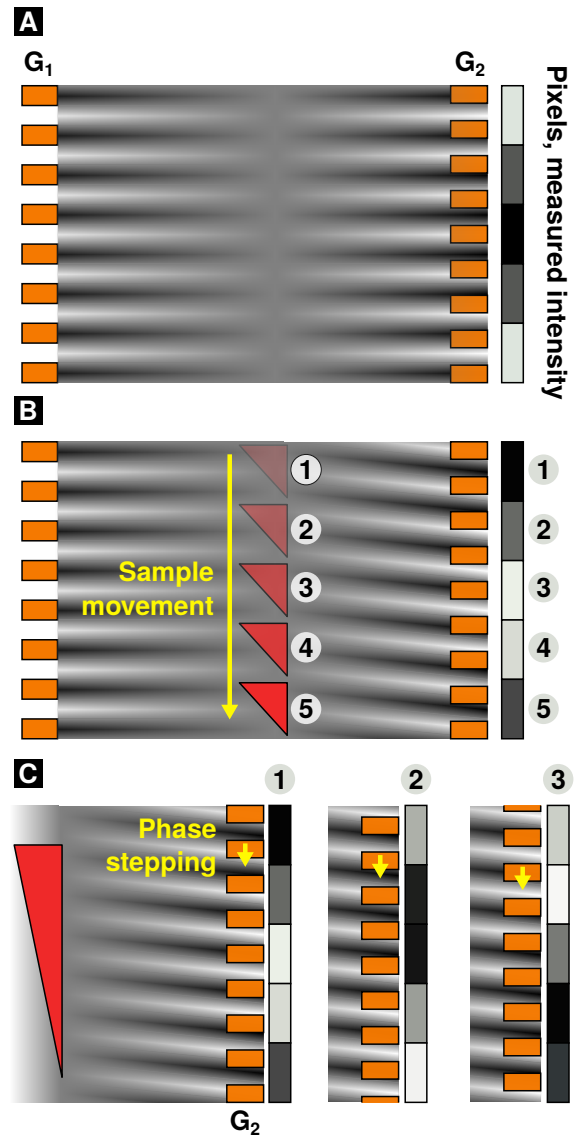 A
G1
G2
Pixels, measured intensity
B
1
2
3
4
5
Sample
movement
1
2
3
4
5
C
1
2
3
Phase
stepping
G2